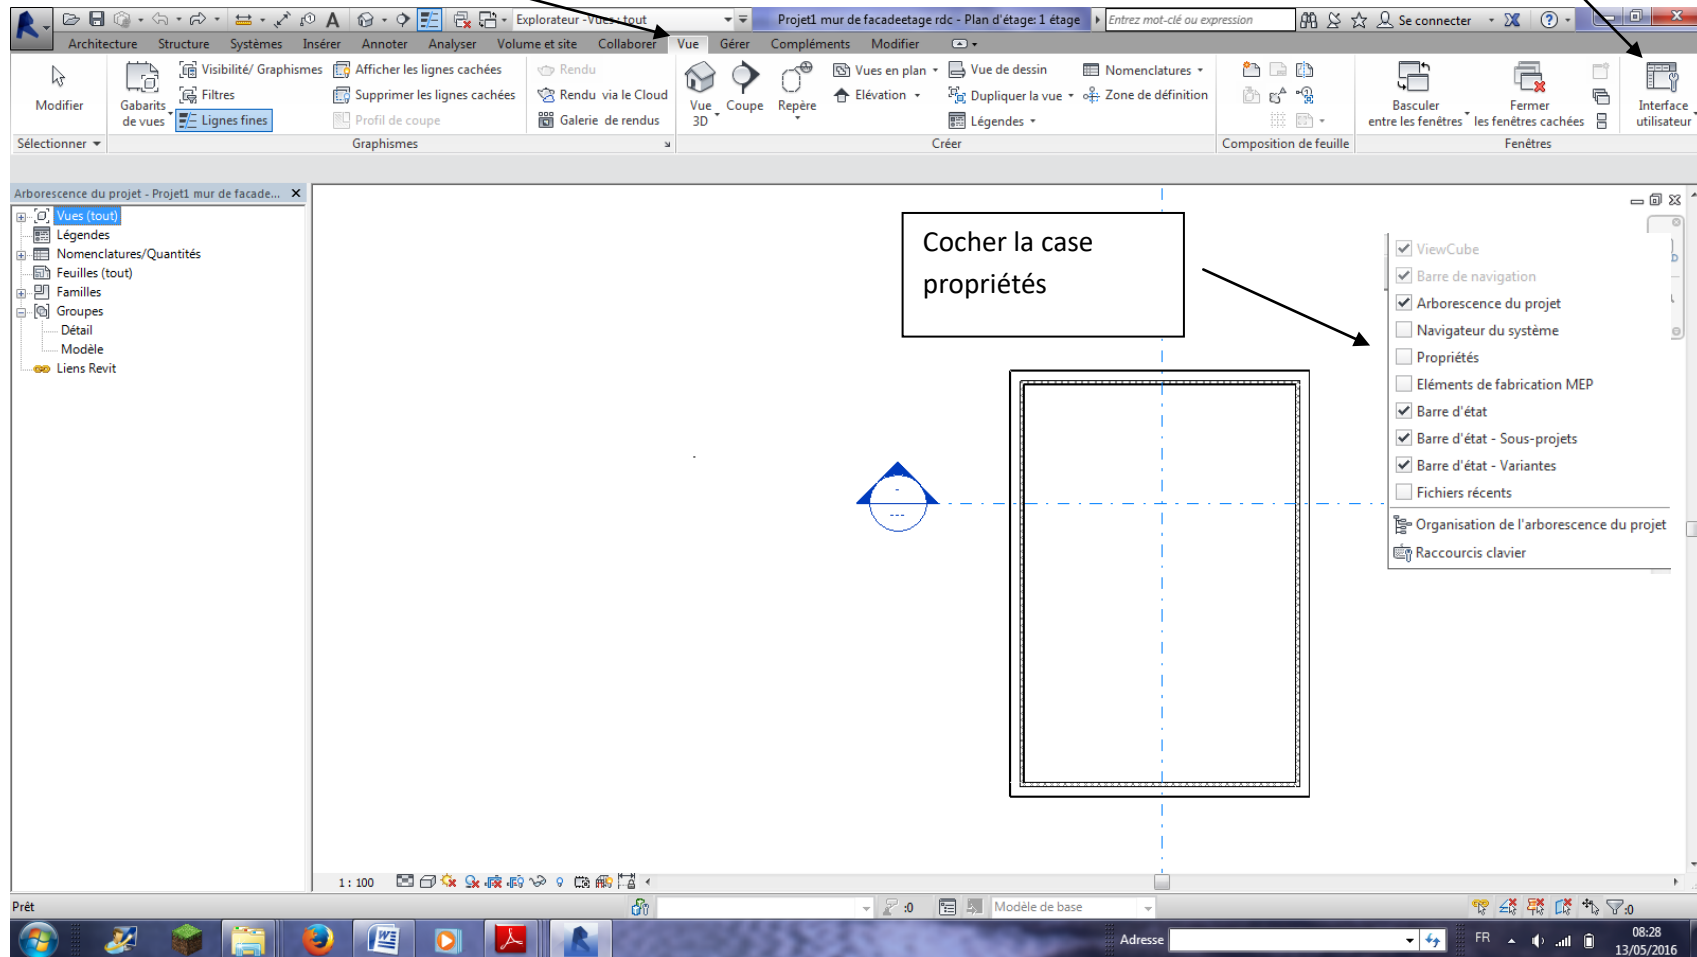 Explorateur - Vues : tout
Projet1 mur de facadeetage rdc - Plan d'étage: 1 étage
Entrez mot-clé ou expression
Se connecter
Architecture Structure Systèmes Insérer Annoter Analyser Volume et site Collaborer Vue Gérer Compléments Modifier
Modifier
Gabarits
de vues
Visibilité/ Graphismes
Filtres
Lignes fines
Afficher les lignes cachées
Supprimer les lignes cachées
Profil de coupe
Rendu
Rendu via le Cloud
Galerie de rendus
Vue
3D
Coupe
Repère
Vues en plan
Elévation
Vue de dessin
Dupliquer la vue
Légendes
Nomenclatures
Zone de définition
Basculer
entre les fenêtres
Fermer
les fenêtres cachées
Interface
utilisateur
Sélectionner
Graphismes
Créer
Composition de feuille
Fenêtres
Arborescence du projet - Projet1 mur de facade...
Vues (tout)
Légendes
Nomenclatures/Quantités
Feuilles (tout)
Familles
Groupes
Détail
Modèle
Liens Revit
Cocher la case
propriétés
ViewCube
Barre de navigation
Arborescence du projet
Navigateur du système
Propriétés
Eléments de fabrication MEP
Barre d'état
Barre d'état - Sous-projets
Barre d'état - Variantes
Fichiers récents
Organisation de l'arborescence du projet
Raccourcis clavier
-
---
1 : 100
Prêt
:0
Modèle de base
:0
Adresse
FR
08:28
13/05/2016